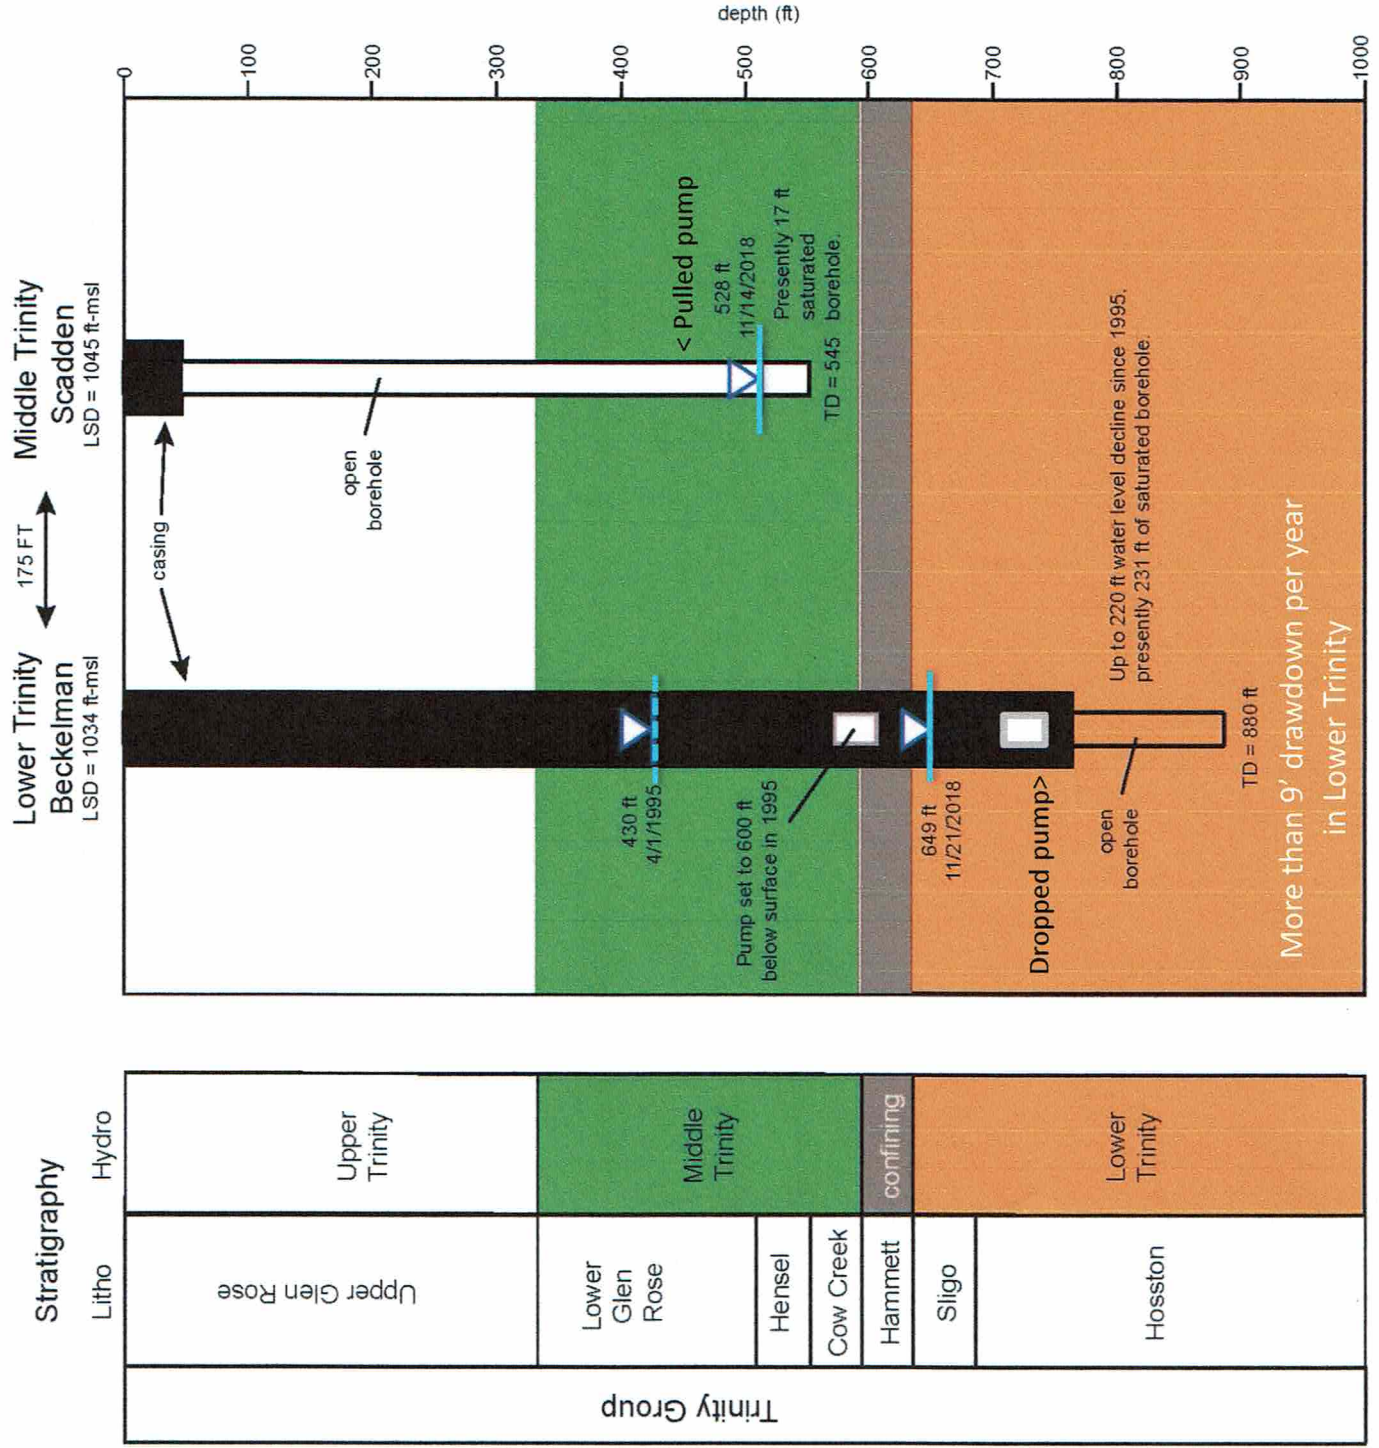 Stratigraphy
Litho
Hydro
Trinity Group
Upper Glen Rose
Lower
Glen
Rose
Hensel
Cow Creek
Hammett
Sligo
Hosston
Upper
Trinity
Middle
Trinity
confining
Lower
Trinity
Lower Trinity
Beckelman
LSD = 1034 ft-msl
175 FT
Middle Trinity
Scadden
LSD = 1045 ft-msl
casing
open
borehole
430 ft
4/1/1995
Pump set to 600 ft
below surface in 1995
649 ft
11/21/2018
Dropped pump>
open
borehole
TD = 880 ft
< Pulled pump
528 ft
11/14/2018
Presently 17 ft
saturated
borehole.
TD = 545
Up to 220 ft water level decline since 1995.
presently 231 ft of saturated borehole.
More than 9' drawdown per year
in Lower Trinity
0
-100
-200
-300
-400
-500
-600
-700
-800
-900
-1000
depth (ft)